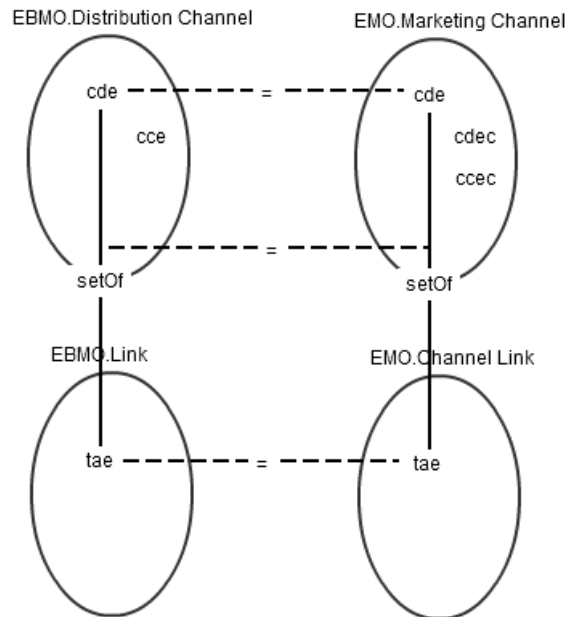 EBMO.Distribution Channel EMO.Marketing Channel
cde = cde
cce cdec
ccec
=
setOf setOf
EBMO.Link EMO.Channel Link
tae = tae